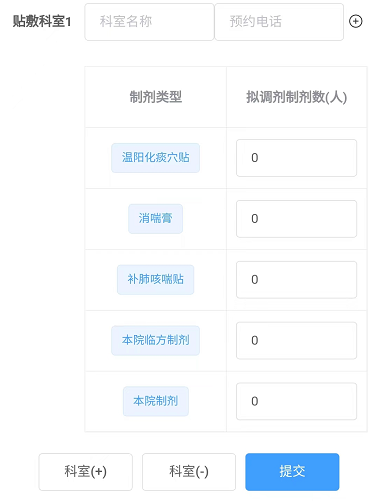 贴敷科室1 科室名称 预约电话
制剂类型 拟调剂制剂数(人)
温阳化痰穴贴 0
消喘膏 0
补肺咳喘贴 0
本院临方制剂 0
本院制剂 0
科室(+) 科室(-) 提交